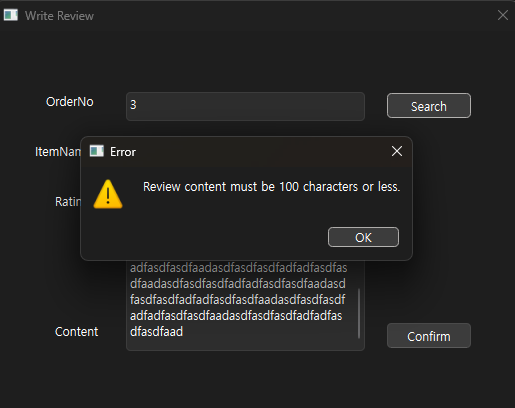 Write Review
OrderNo
3
Search
ItemNam
Error
Review content must be 100 characters or less.
Ratin
OK
adfasdfasdfaadasdfasdfasdfadfadfasdfas
dfaadasdfasdfasdfadfadfasdfasdfaadasd
fasdfasdfadfadfasdfasdfaadasdfasdfasdf
adfadfasdfasdfaadasdfasdfasdfadfadfas
dfasdfaad
Content
Confirm